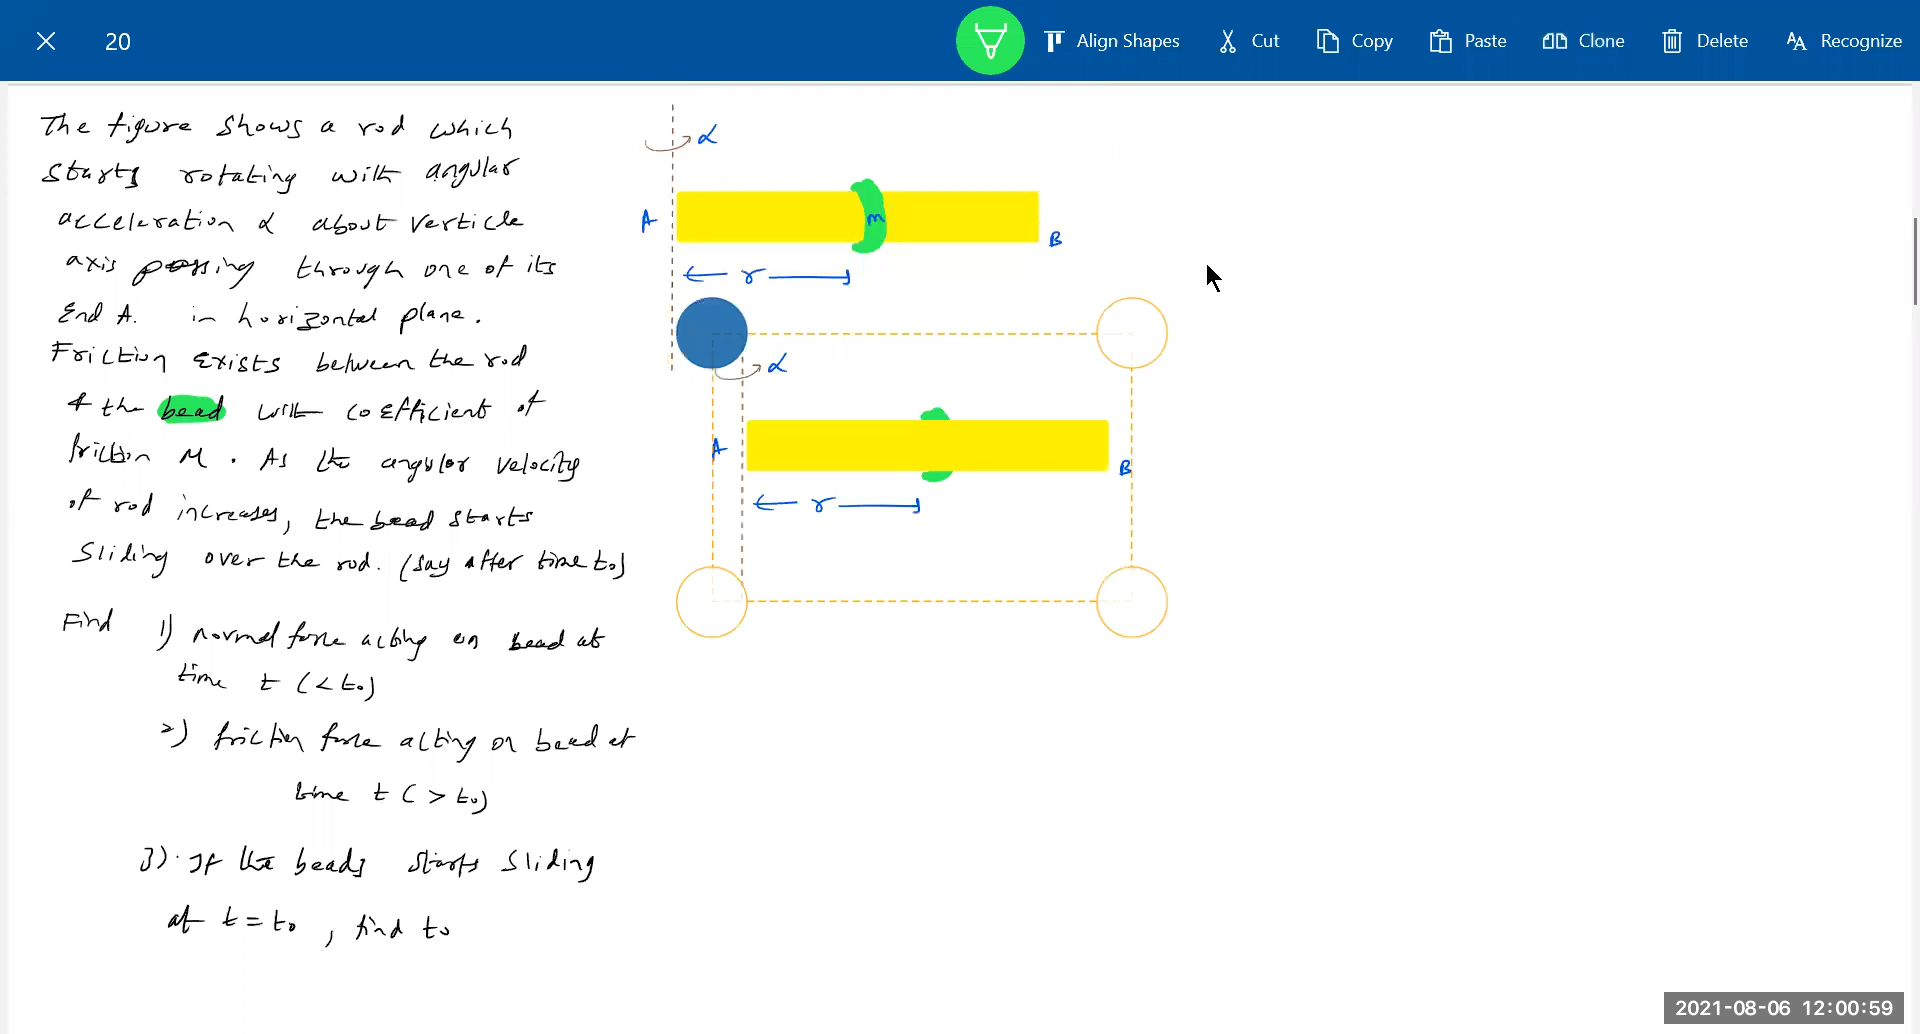 20
Align Shapes
Cut
Copy
Paste
Clone
Delete
Recognize
The figure shows a rod which
starts rotating with angular
acceleration α about verticle
axis passing through one of its
End A. in horizontal plane.
Friction exists between the rod
& the bead with coefficient of
friction M. As the angular velocity
of rod increases, the bead starts
sliding over the rod. (say after time t₀)
Find 1) normal force acting on bead at
time t (< t₀)
2) friction force acting on bead at
time t (> t₀)
3). If the beads starts sliding
at t = t₀, find t₀
α
A
m
B
r
α
A
B
r
2021-08-06 12:00:59